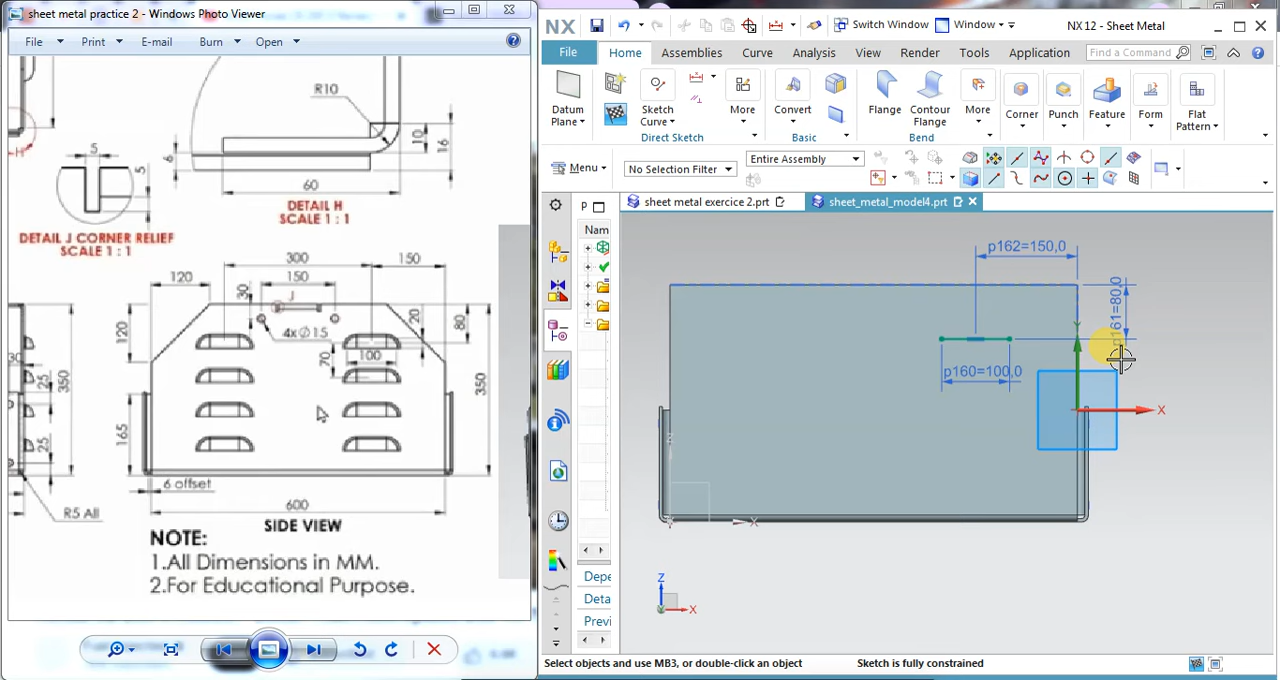 sheet metal practice 2 - Windows Photo Viewer
File Print E-mail Burn Open
R10
10
16
6
60
DETAIL H
SCALE 1 : 1
5
5
H
DETAIL J CORNER RELIEF
SCALE 1 : 1
300
150
120
150
30
J
20
80
120
4x Ø 15
100
70
350
25
25
165
350
6 offset
R5 All
600
SIDE VIEW
NOTE:
1.All Dimensions in MM.
2.For Educational Purpose.
NX
Switch Window
Window
NX 12 - Sheet Metal
File Home Assemblies Curve Analysis View Render Tools Application
Find a Command
Datum Plane
Sketch Curve
More
Direct Sketch
Convert
Basic
Flange
Contour Flange
More
Bend
Corner
Punch
Feature
Form
Flat Pattern
Menu
No Selection Filter
Entire Assembly
sheet metal exercice 2.prt
sheet_metal_model4.prt
P
Nam
Depe
Deta
Previ
p162=150,0
p161=80,0
p160=100,0
Y
X
Z
X
Z
X
Select objects and use MB3, or double-click an object
Sketch is fully constrained